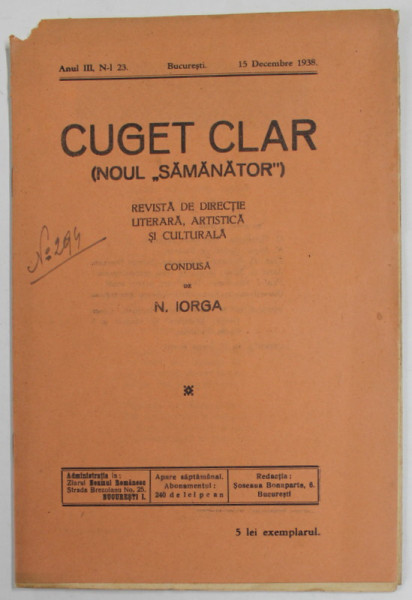 Anul III, N-l 23. București. 15 Decembre 1938.
CUGET CLAR
(NOUL „SĂMĂNĂTOR")
REVISTĂ DE DIRECȚIE
LITERARĂ, ARTISTICĂ
ȘI CULTURALĂ
CONDUSĂ
DE
N. IORGA
No 294
Administrația la:
Ziarul Neamul Românesc
Strada Brezoianu No. 25,
BUCUREȘTI I.
Apare săptămânal.
Abonamentul:
240 de lei pe an
Redacția:
Șoseaua Bonaparte, 6.
București
5 lei exemplarul.